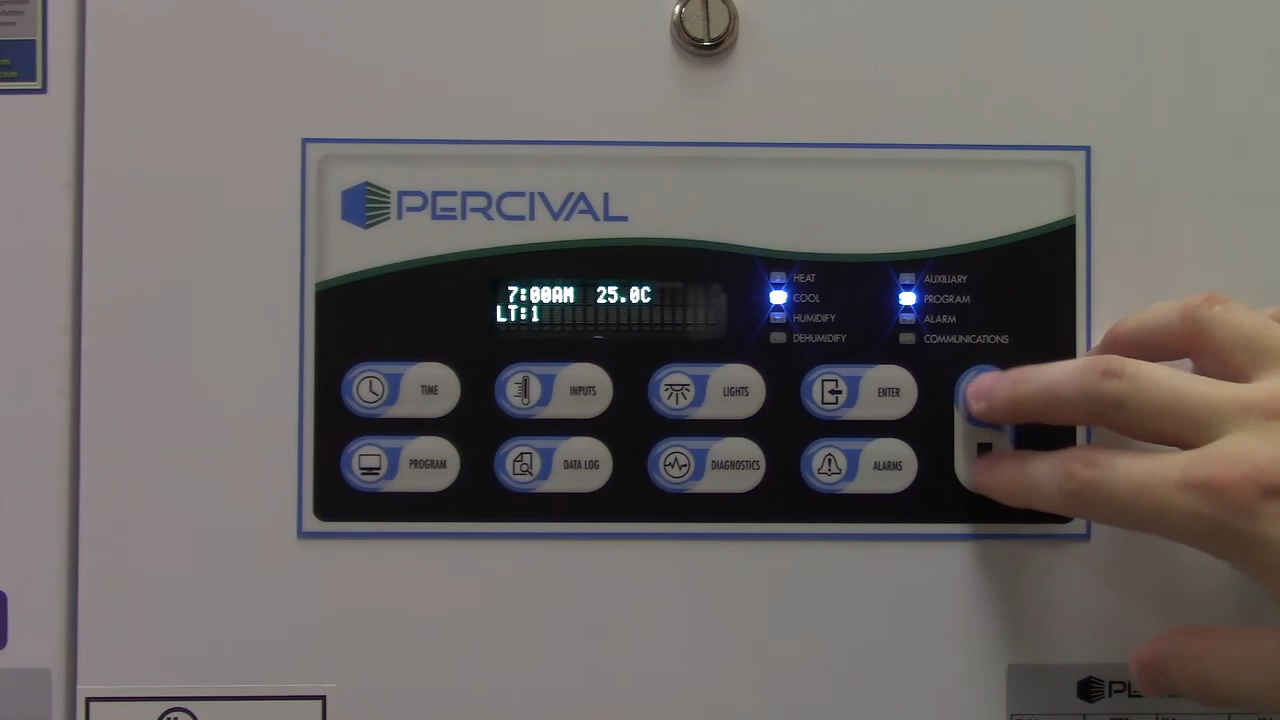 PERCIVAL
7:00AM 25.0C
LT:1
HEAT
COOL
HUMIDIFY
DEHUMIDIFY
AUXILIARY
PROGRAM
ALARM
COMMUNICATIONS
TIME
INPUTS
LIGHTS
ENTER
PROGRAM
DATA LOG
DIAGNOSTICS
ALARMS